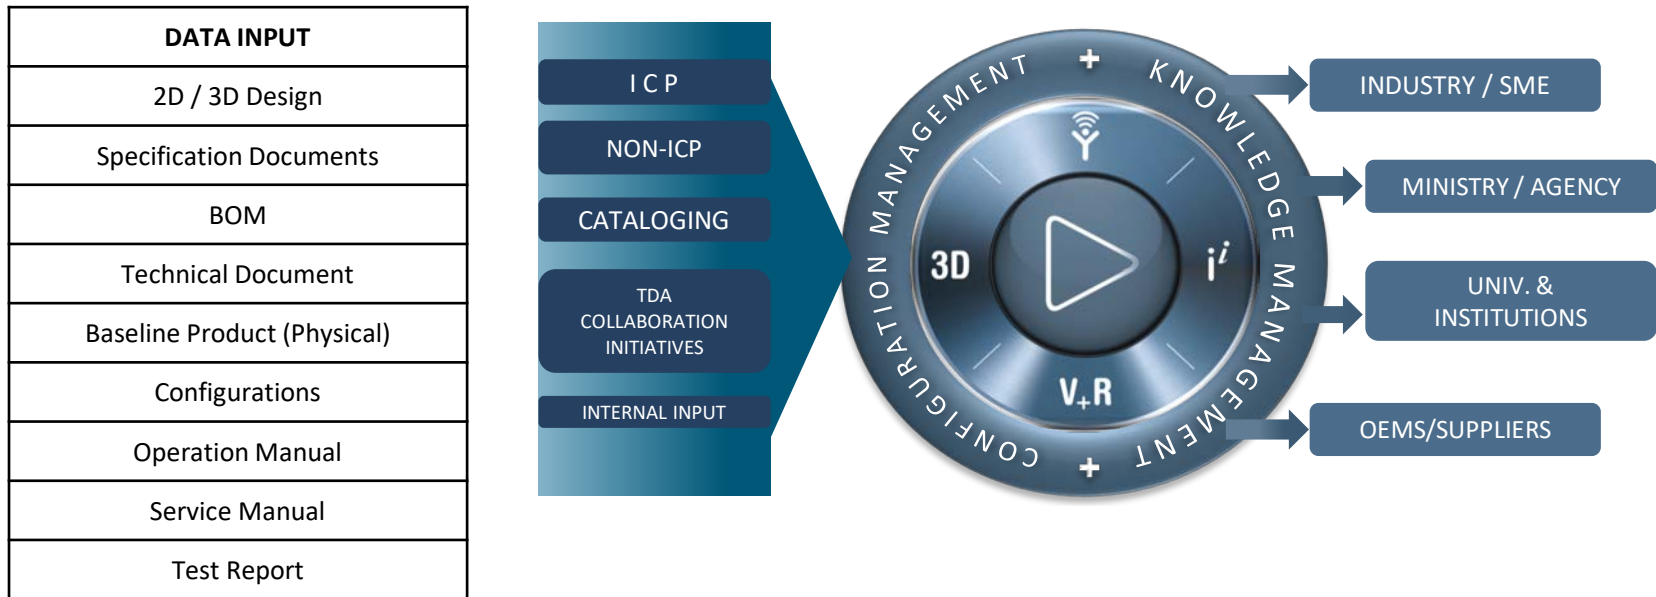 DATA INPUT
2D / 3D Design
Specification Documents
BOM
Technical Document
Baseline Product (Physical)
Configurations
Operation Manual
Service Manual
Test Report
I C P
NON-ICP
CATALOGING
TDA
COLLABORATION
INITIATIVES
INTERNAL INPUT
CONFIGURATION MANAGEMENT
+
KNOWLEDGE MANAGEMENT
+
3D
i i
V+R
INDUSTRY / SME
MINISTRY / AGENCY
UNIV. &
INSTITUTIONS
OEMS/SUPPLIERS